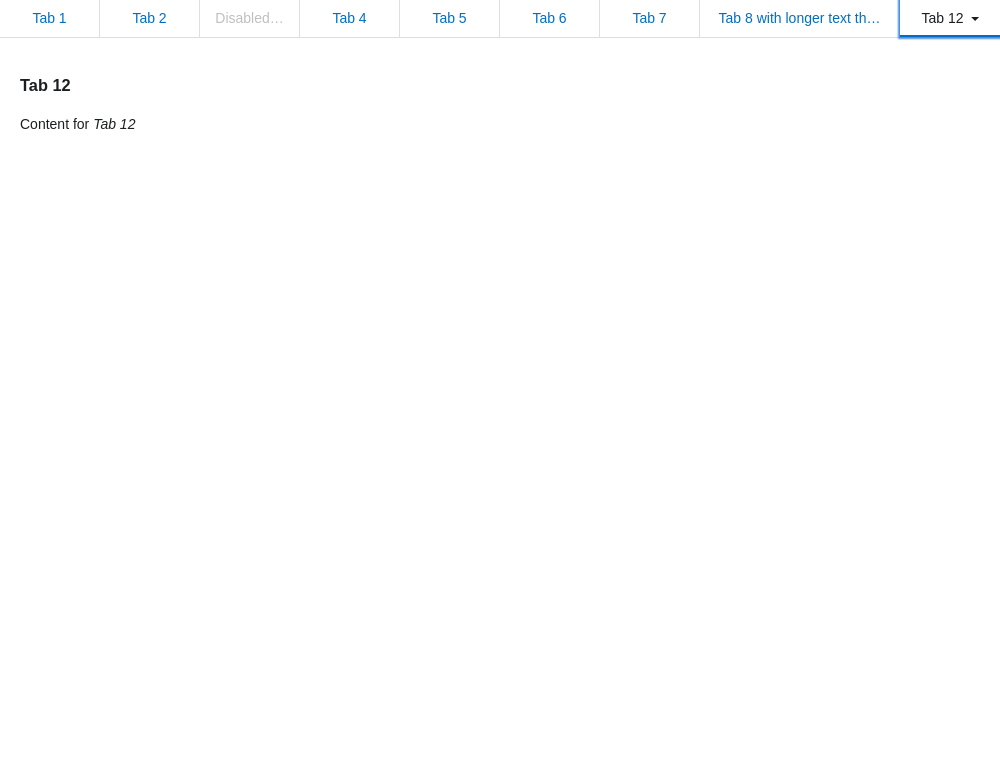 Tab 1 Tab 2 Disabled… Tab 4 Tab 5 Tab 6 Tab 7 Tab 8 with longer text th… Tab 12
Tab 12
Content for Tab 12